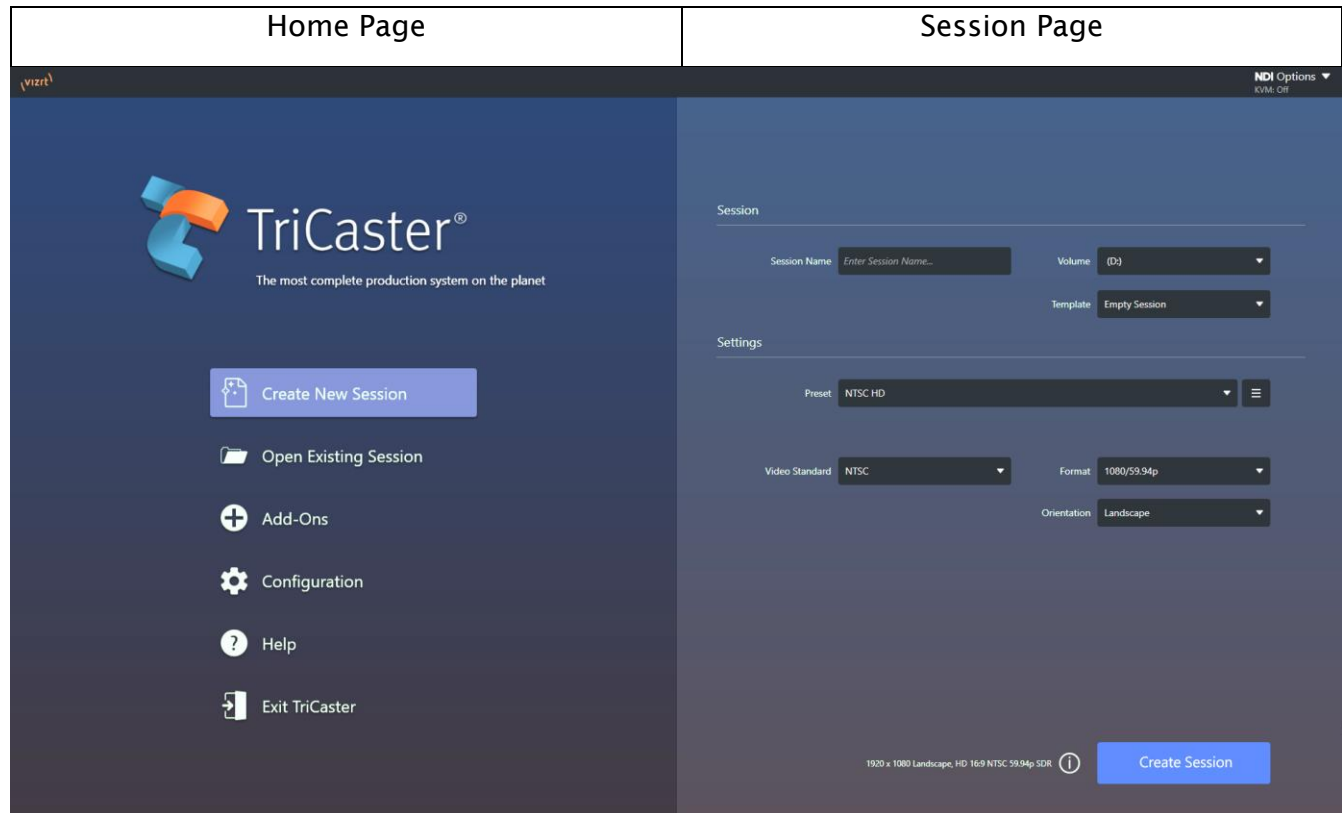 Home Page
Session Page
vizrt
NDI Options
KVM: Off
TriCaster®
The most complete production system on the planet
Create New Session
Open Existing Session
Add-Ons
Configuration
Help
Exit TriCaster
Session
Session Name Enter Session Name... Volume (D:)
Template Empty Session
Settings
Preset NTSC HD
Video Standard NTSC Format 1080/59.94p
Orientation Landscape
1920 x 1080 Landscape, HD 16:9 NTSC 59.94p SDR
Create Session